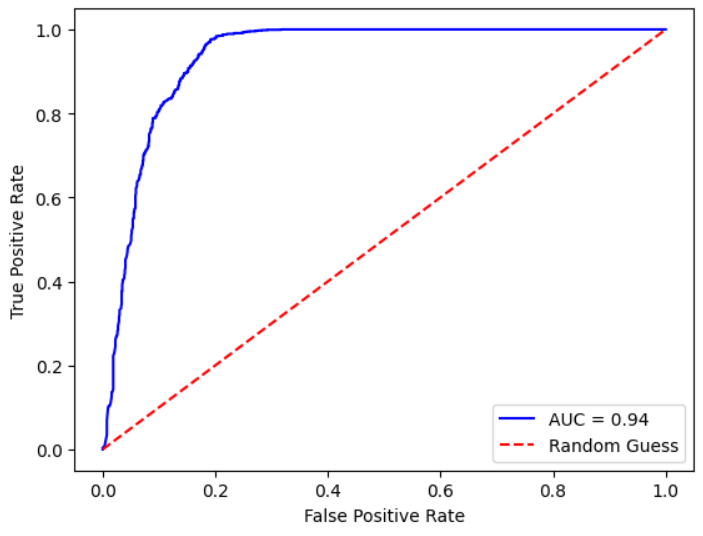 1.0
0.8
0.6
0.4
0.2
0.0
True Positive Rate
AUC = 0.94
Random Guess
0.0 0.2 0.4 0.6 0.8 1.0
False Positive Rate